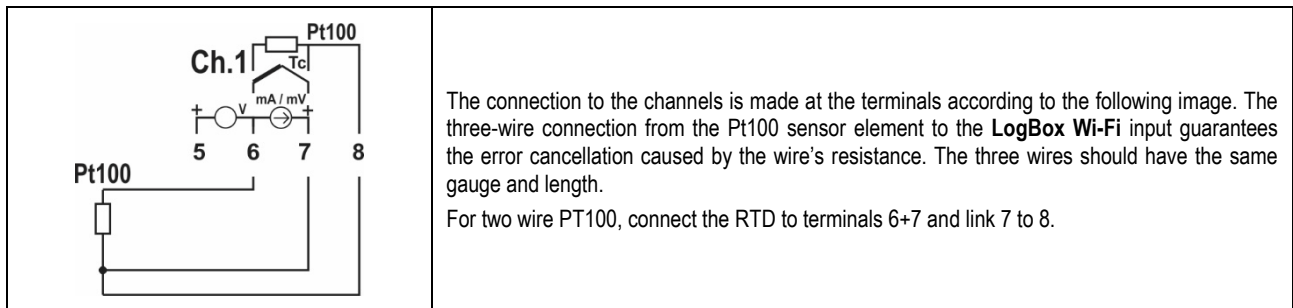 Pt100
Ch.1
Tc
mA / mV
+ V +
5 6 7 8
Pt100
The connection to the channels is made at the terminals according to the following image. The
three-wire connection from the Pt100 sensor element to the LogBox Wi-Fi input guarantees
the error cancellation caused by the wire's resistance. The three wires should have the same
gauge and length.
For two wire PT100, connect the RTD to terminals 6+7 and link 7 to 8.